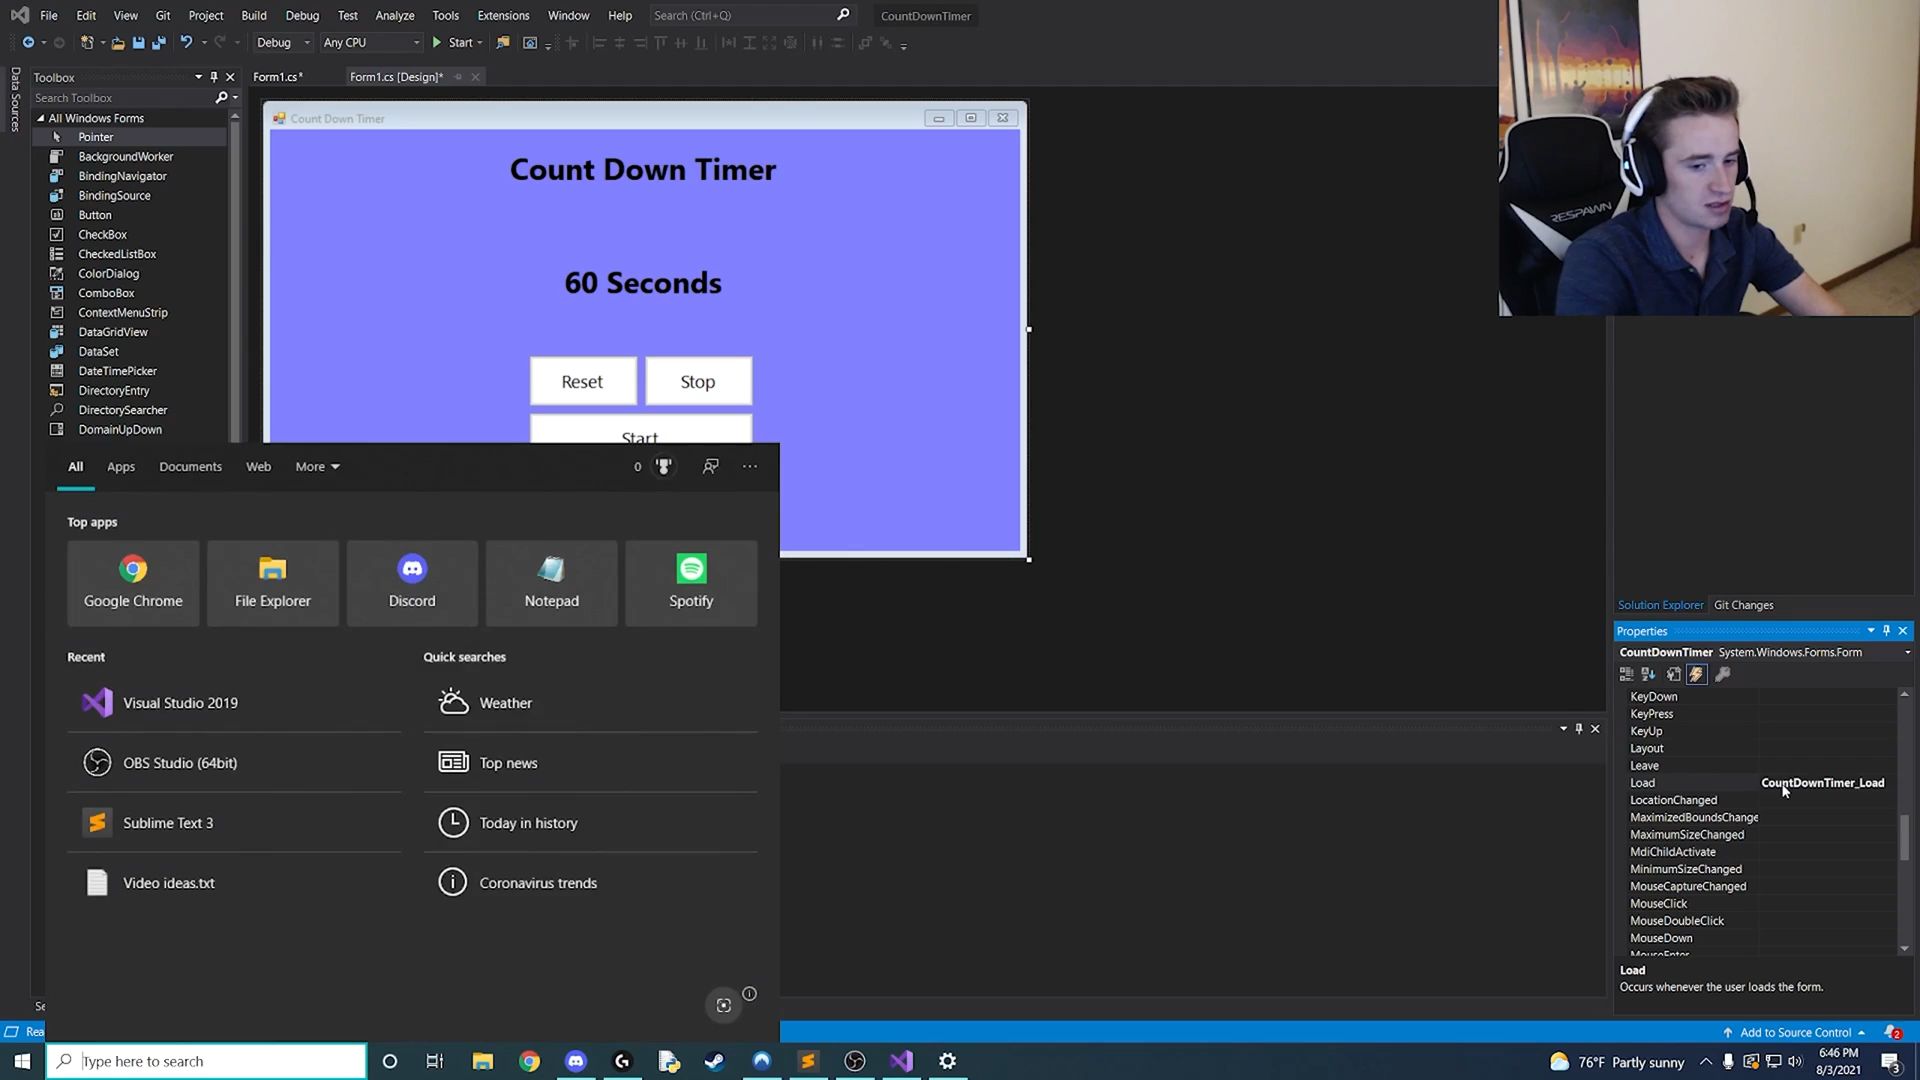 File Edit View Git Project Build Debug Test Analyze Tools Extensions Window Help Search (Ctrl+Q) CountDownTimer
Debug Any CPU Start
Data Sources
Toolbox
Form1.cs* Form1.cs [Design]*
Search Toolbox
All Windows Forms
Pointer
BackgroundWorker
BindingNavigator
BindingSource
Button
CheckBox
CheckedListBox
ColorDialog
ComboBox
ContextMenuStrip
DataGridView
DataSet
DateTimePicker
DirectoryEntry
DirectorySearcher
DomainUpDown
Count Down Timer
Count Down Timer
60 Seconds
Reset Stop
Start
RESPAWN
All Apps Documents Web More 0
Top apps
Google Chrome File Explorer Discord Notepad Spotify
Recent Quick searches
Visual Studio 2019 Weather
OBS Studio (64bit) Top news
Sublime Text 3 Today in history
Video ideas.txt Coronavirus trends
Solution Explorer Git Changes
Properties
CountDownTimer System.Windows.Forms.Form
KeyDown
KeyPress
KeyUp
Layout
Leave
Load CountDownTimer_Load
LocationChanged
MaximizedBoundsChange
MaximumSizeChanged
MdiChildActivate
MinimumSizeChanged
MouseCaptureChanged
MouseClick
MouseDoubleClick
MouseDown
MouseEnter
Load
Occurs whenever the user loads the form.
Se
Rea
Add to Source Control 2
Type here to search
76°F Partly sunny
6:46 PM
8/3/2021
3